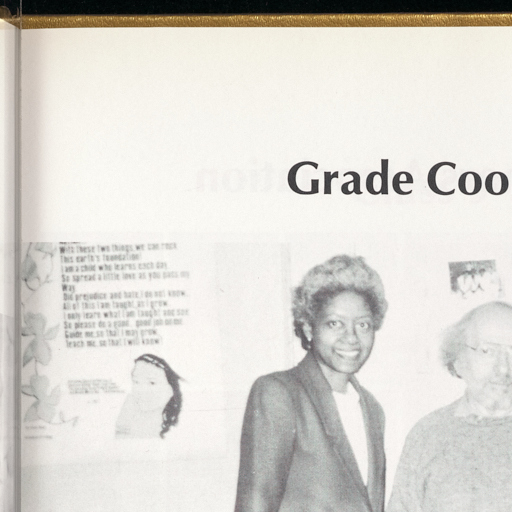 Grade Coo
With these two things, we can rock
This earth's foundation!
I am a child who learns each day,
So spread a little love as you pass my
Way.
Did prejudice and hate, I do not know,
All of this I am taught, as I grow.
I only learn what I am taught and see
So please do a good, good job on me
Guide me, so that I may grow,
Teach me, so that I will know!